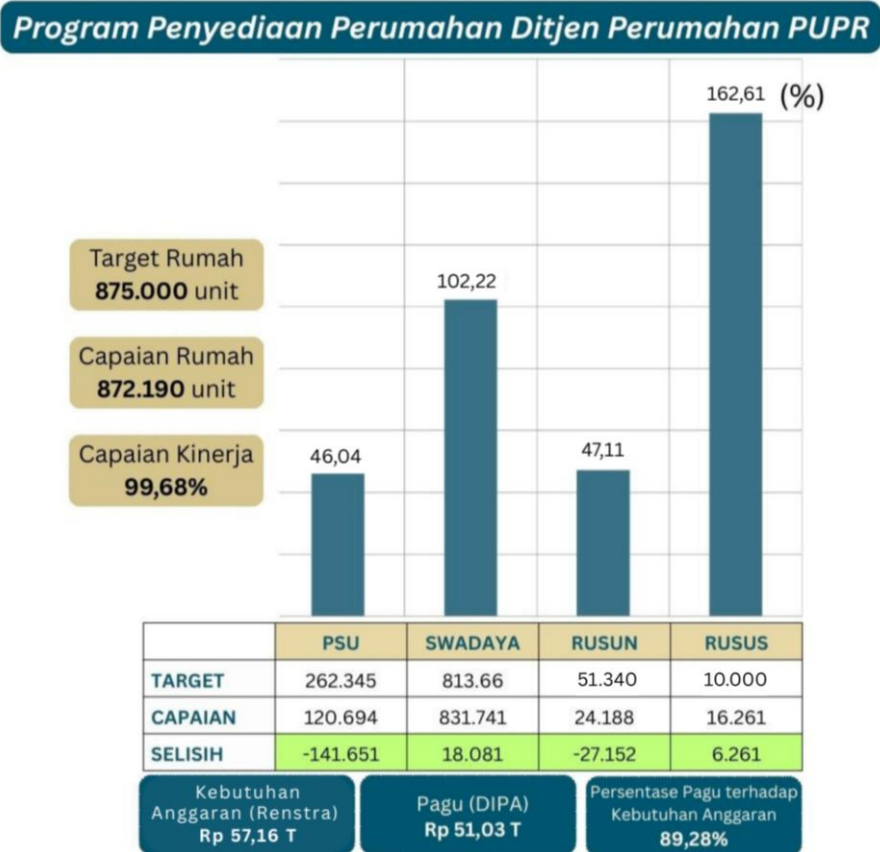 Program Penyediaan Perumahan Ditjen Perumahan PUPR
162,61 (%)
102,22
46,04
47,11
Target Rumah
875.000 unit
Capaian Rumah
872.190 unit
Capaian Kinerja
99,68%
PSU SWADAYA RUSUN RUSUS
TARGET 262.345 813.66 51.340 10.000
CAPAIAN 120.694 831.741 24.188 16.261
SELISIH -141.651 18.081 -27.152 6.261
Kebutuhan
Anggaran (Renstra)
Rp 57,16 T
Pagu (DIPA)
Rp 51,03 T
Persentase Pagu terhadap
Kebutuhan Anggaran
89,28%